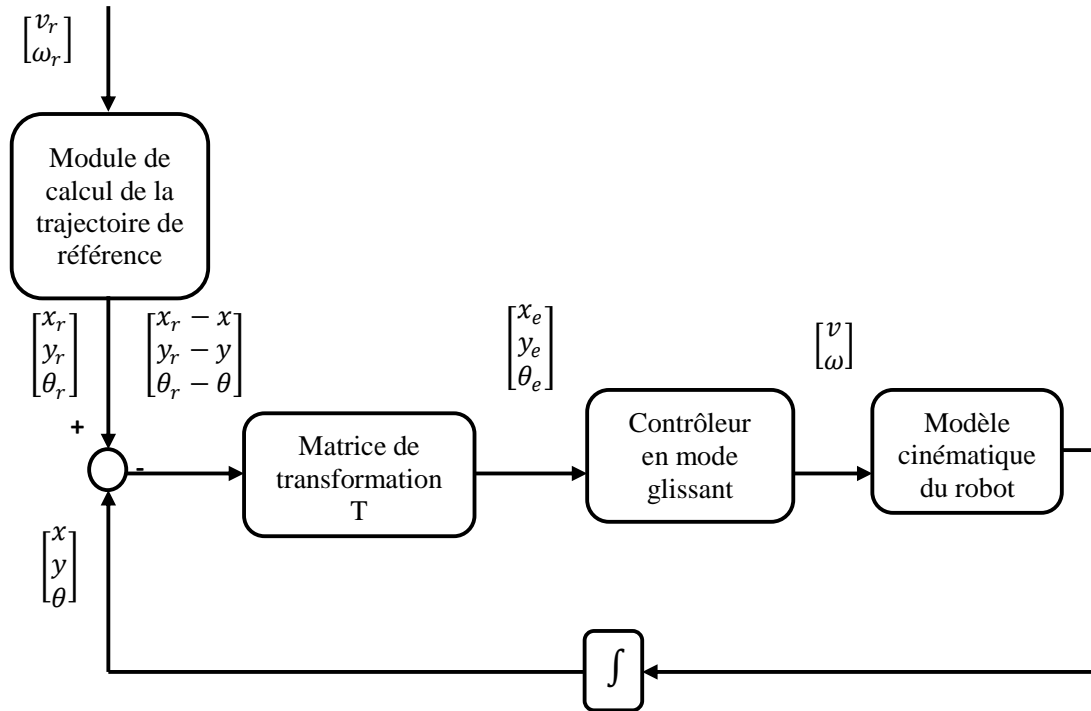 [v_r
ω_r]
Module de
calcul de la
trajectoire de
référence
[x_r
y_r
θ_r]
[x_r − x
y_r − y
θ_r − θ]
+
-
Matrice de
transformation
T
[x_e
y_e
θ_e]
Contrôleur
en mode
glissant
[v
ω]
Modèle
cinématique
du robot
[x
y
θ]
∫